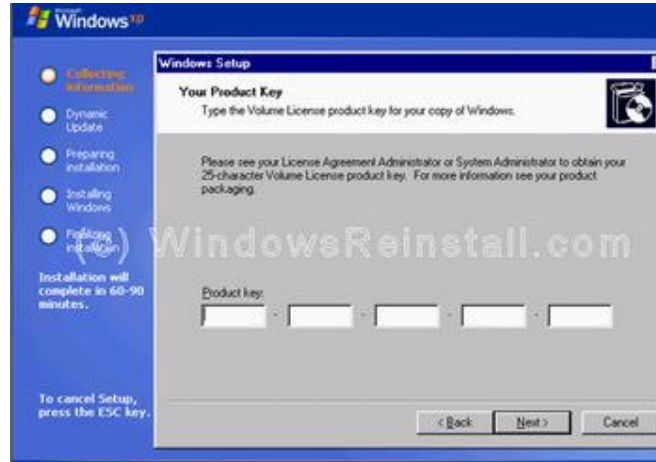 Microsoft
Windows xp
Collecting
information
Dynamic
Update
Preparing
installation
Installing
Windows
Finalizing
installation
Installation will
complete in 60-90
minutes.
To cancel Setup,
press the ESC key.
Windows Setup
Your Product Key
Type the Volume License product key for your copy of Windows.
Please see your License Agreement Administrator or System Administrator to obtain your
25-character Volume License product key. For more information see your product
packaging.
(c) WindowsReinstall.com
Product key:
- - - -
< Back
Next >
Cancel